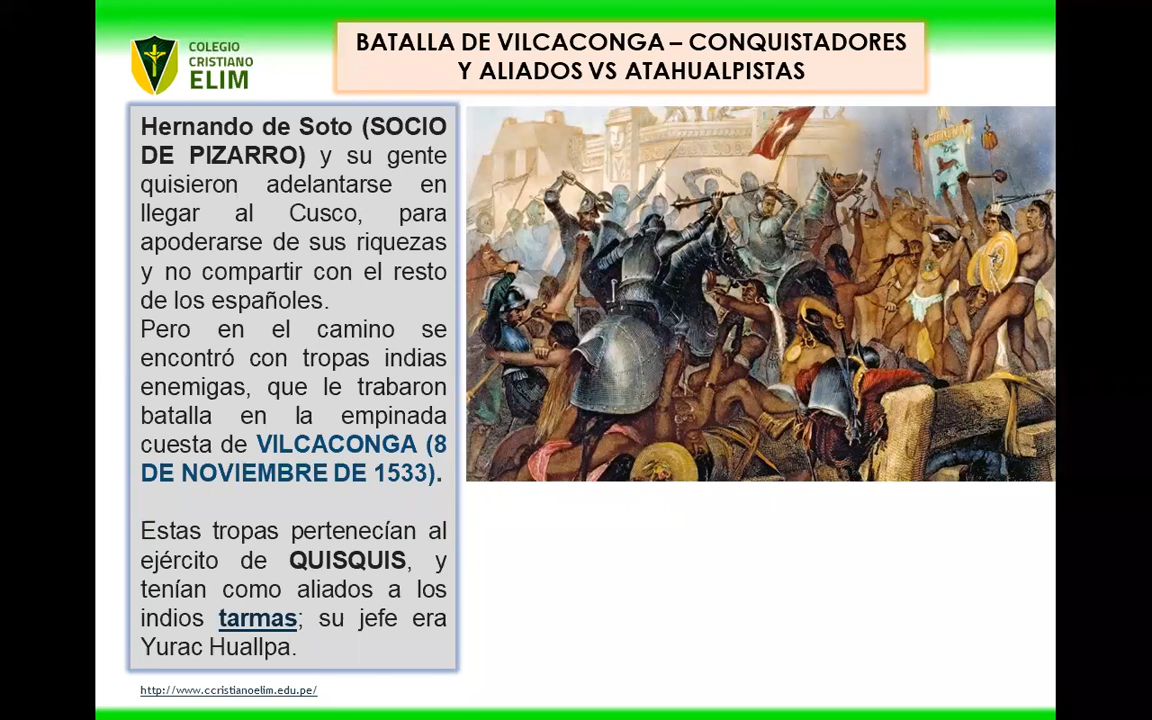 COLEGIO
CRISTIANO
ELIM
BATALLA DE VILCACONGA – CONQUISTADORES
Y ALIADOS VS ATAHUALPISTAS
Hernando de Soto (SOCIO
DE PIZARRO) y su gente
quisieron adelantarse en
llegar al Cusco, para
apoderarse de sus riquezas
y no compartir con el resto
de los españoles.
Pero en el camino se
encontró con tropas indias
enemigas, que le trabaron
batalla en la empinada
cuesta de VILCACONGA (8
DE NOVIEMBRE DE 1533).
Estas tropas pertenecían al
ejército de QUISQUIS, y
tenían como aliados a los
indios tarmas; su jefe era
Yurac Huallpa.
http://www.ccristianoelim.edu.pe/